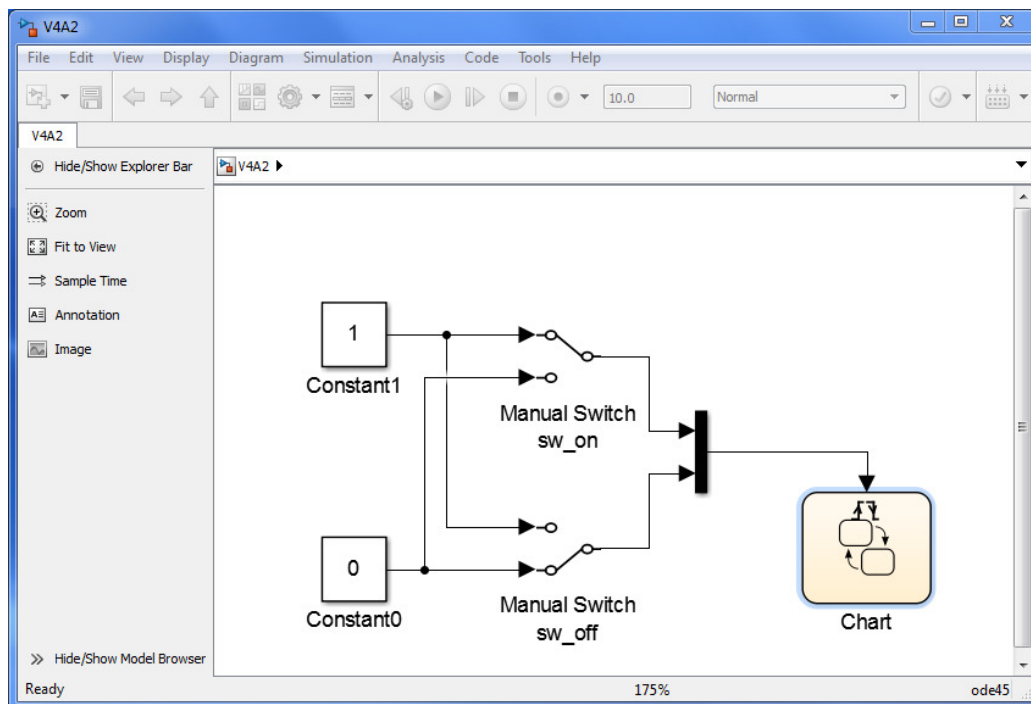 V4A2
File Edit View Display Diagram Simulation Analysis Code Tools Help
10.0 Normal
V4A2
Hide/Show Explorer Bar
V4A2
Zoom
Fit to View
Sample Time
Annotation
Image
1
Constant1
Manual Switch
sw_on
0
Constant0
Manual Switch
sw_off
Chart
Hide/Show Model Browser
Ready 175% ode45